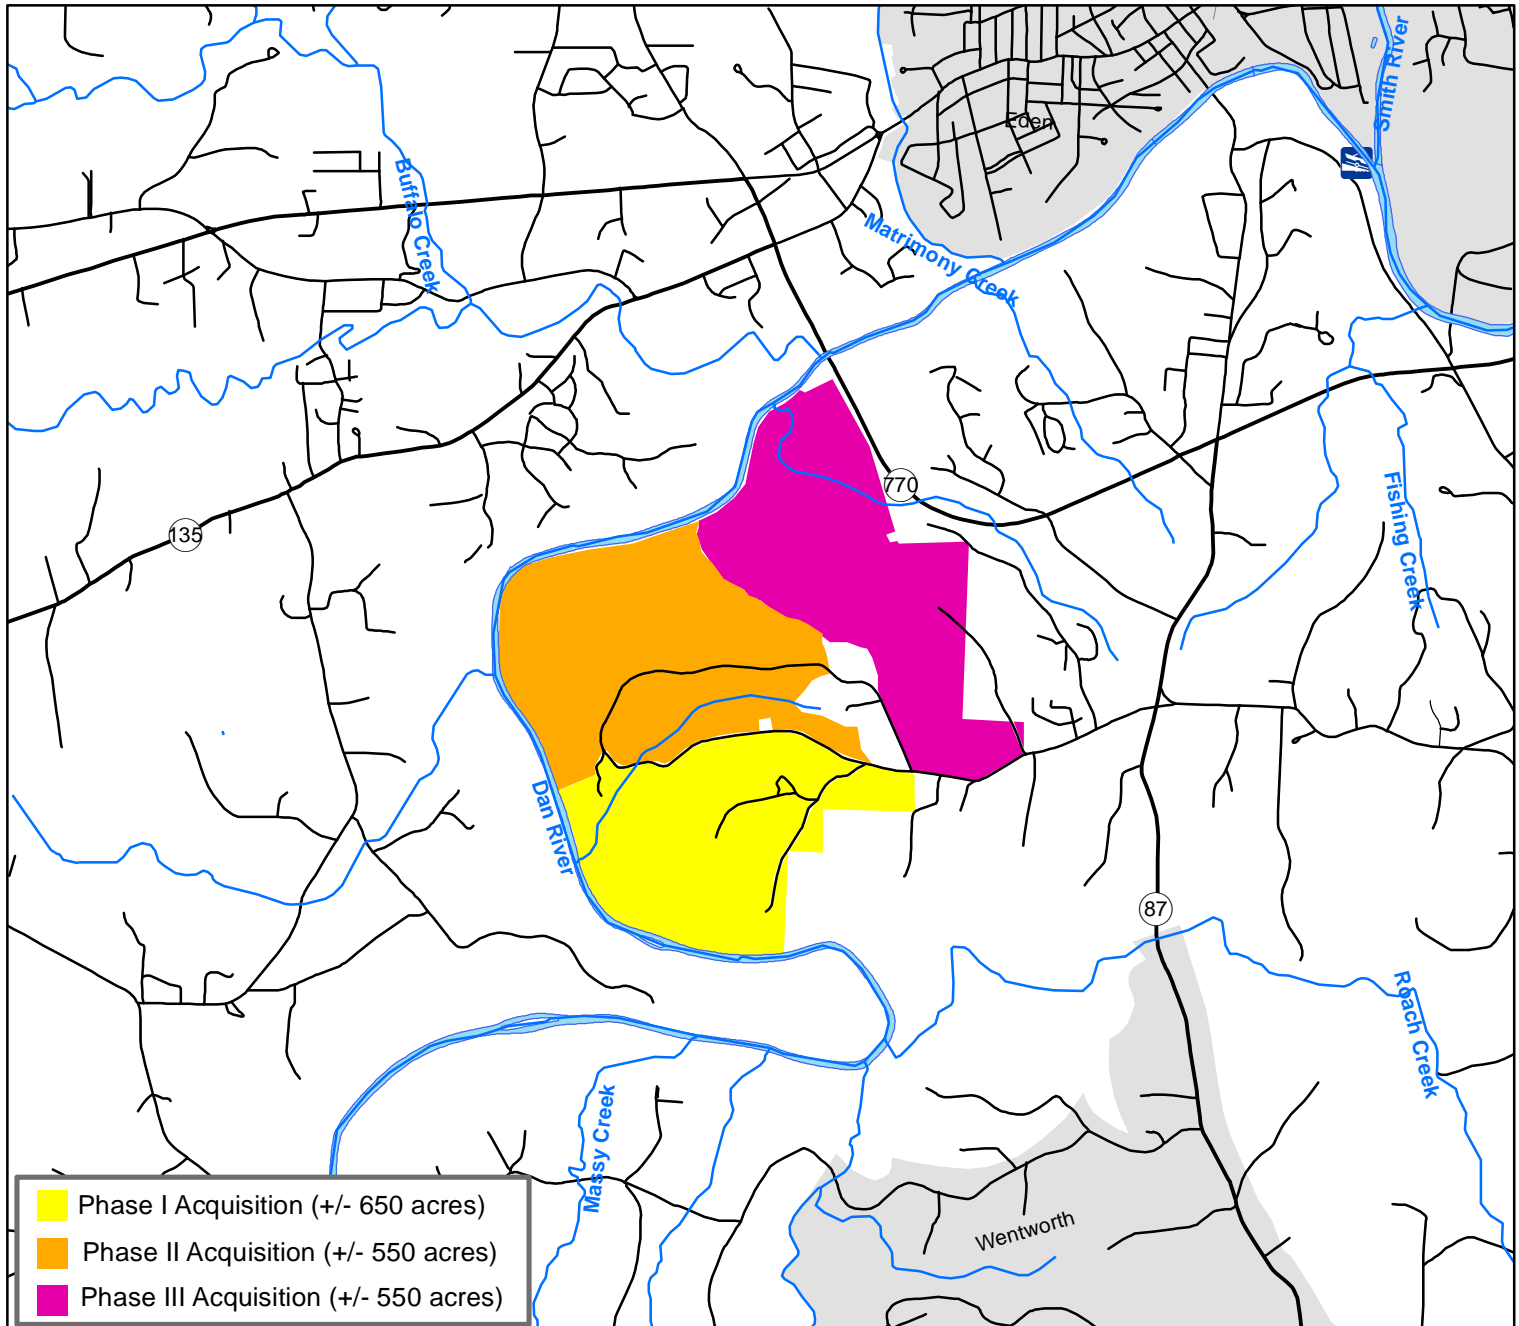 Smith River
Eden
Buffalo Creek
Matrimony Creek
770
135
Fishing Creek
Dan River
87
Roach Creek
Massy Creek
Wentworth
Phase I Acquisition (+/- 650 acres)
Phase II Acquisition (+/- 550 acres)
Phase III Acquisition (+/- 550 acres)